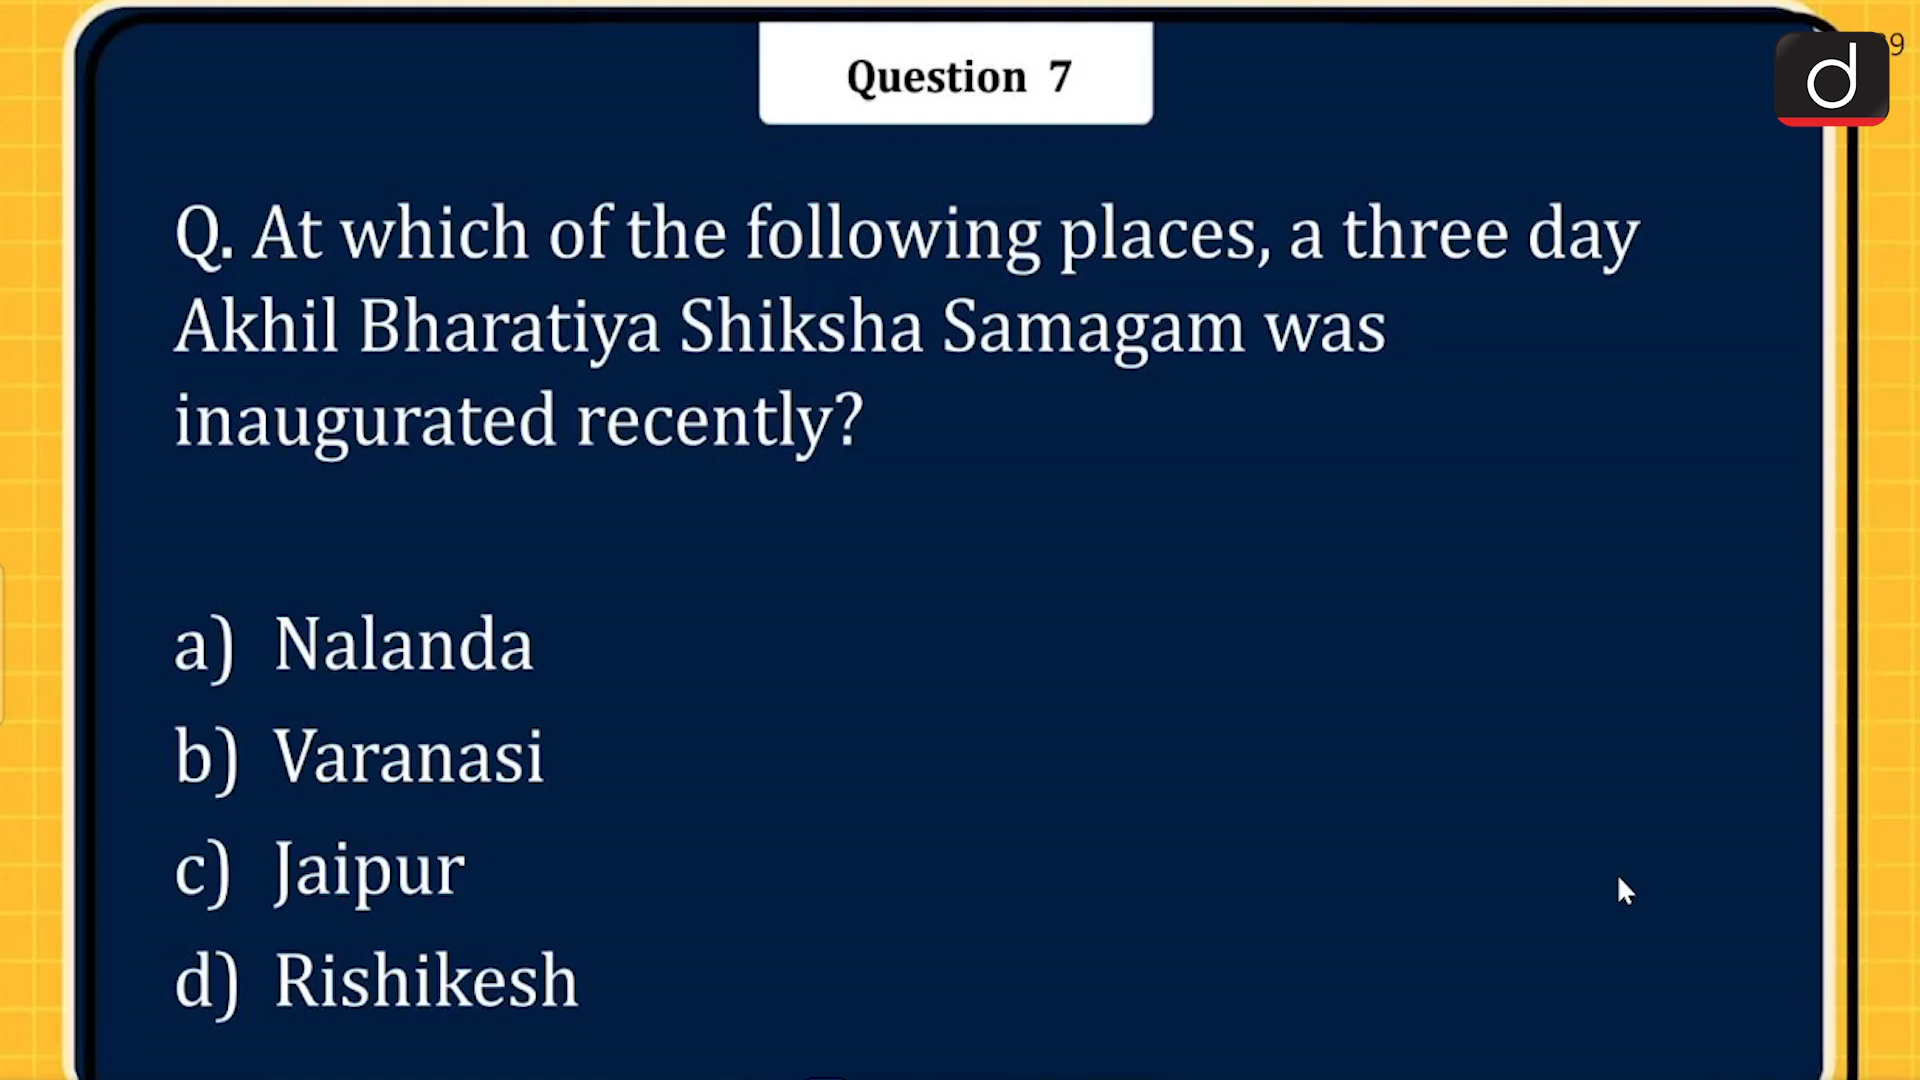 Question 7
9
d
Q. At which of the following places, a three day
Akhil Bharatiya Shiksha Samagam was
inaugurated recently?
a) Nalanda
b) Varanasi
c) Jaipur
d) Rishikesh